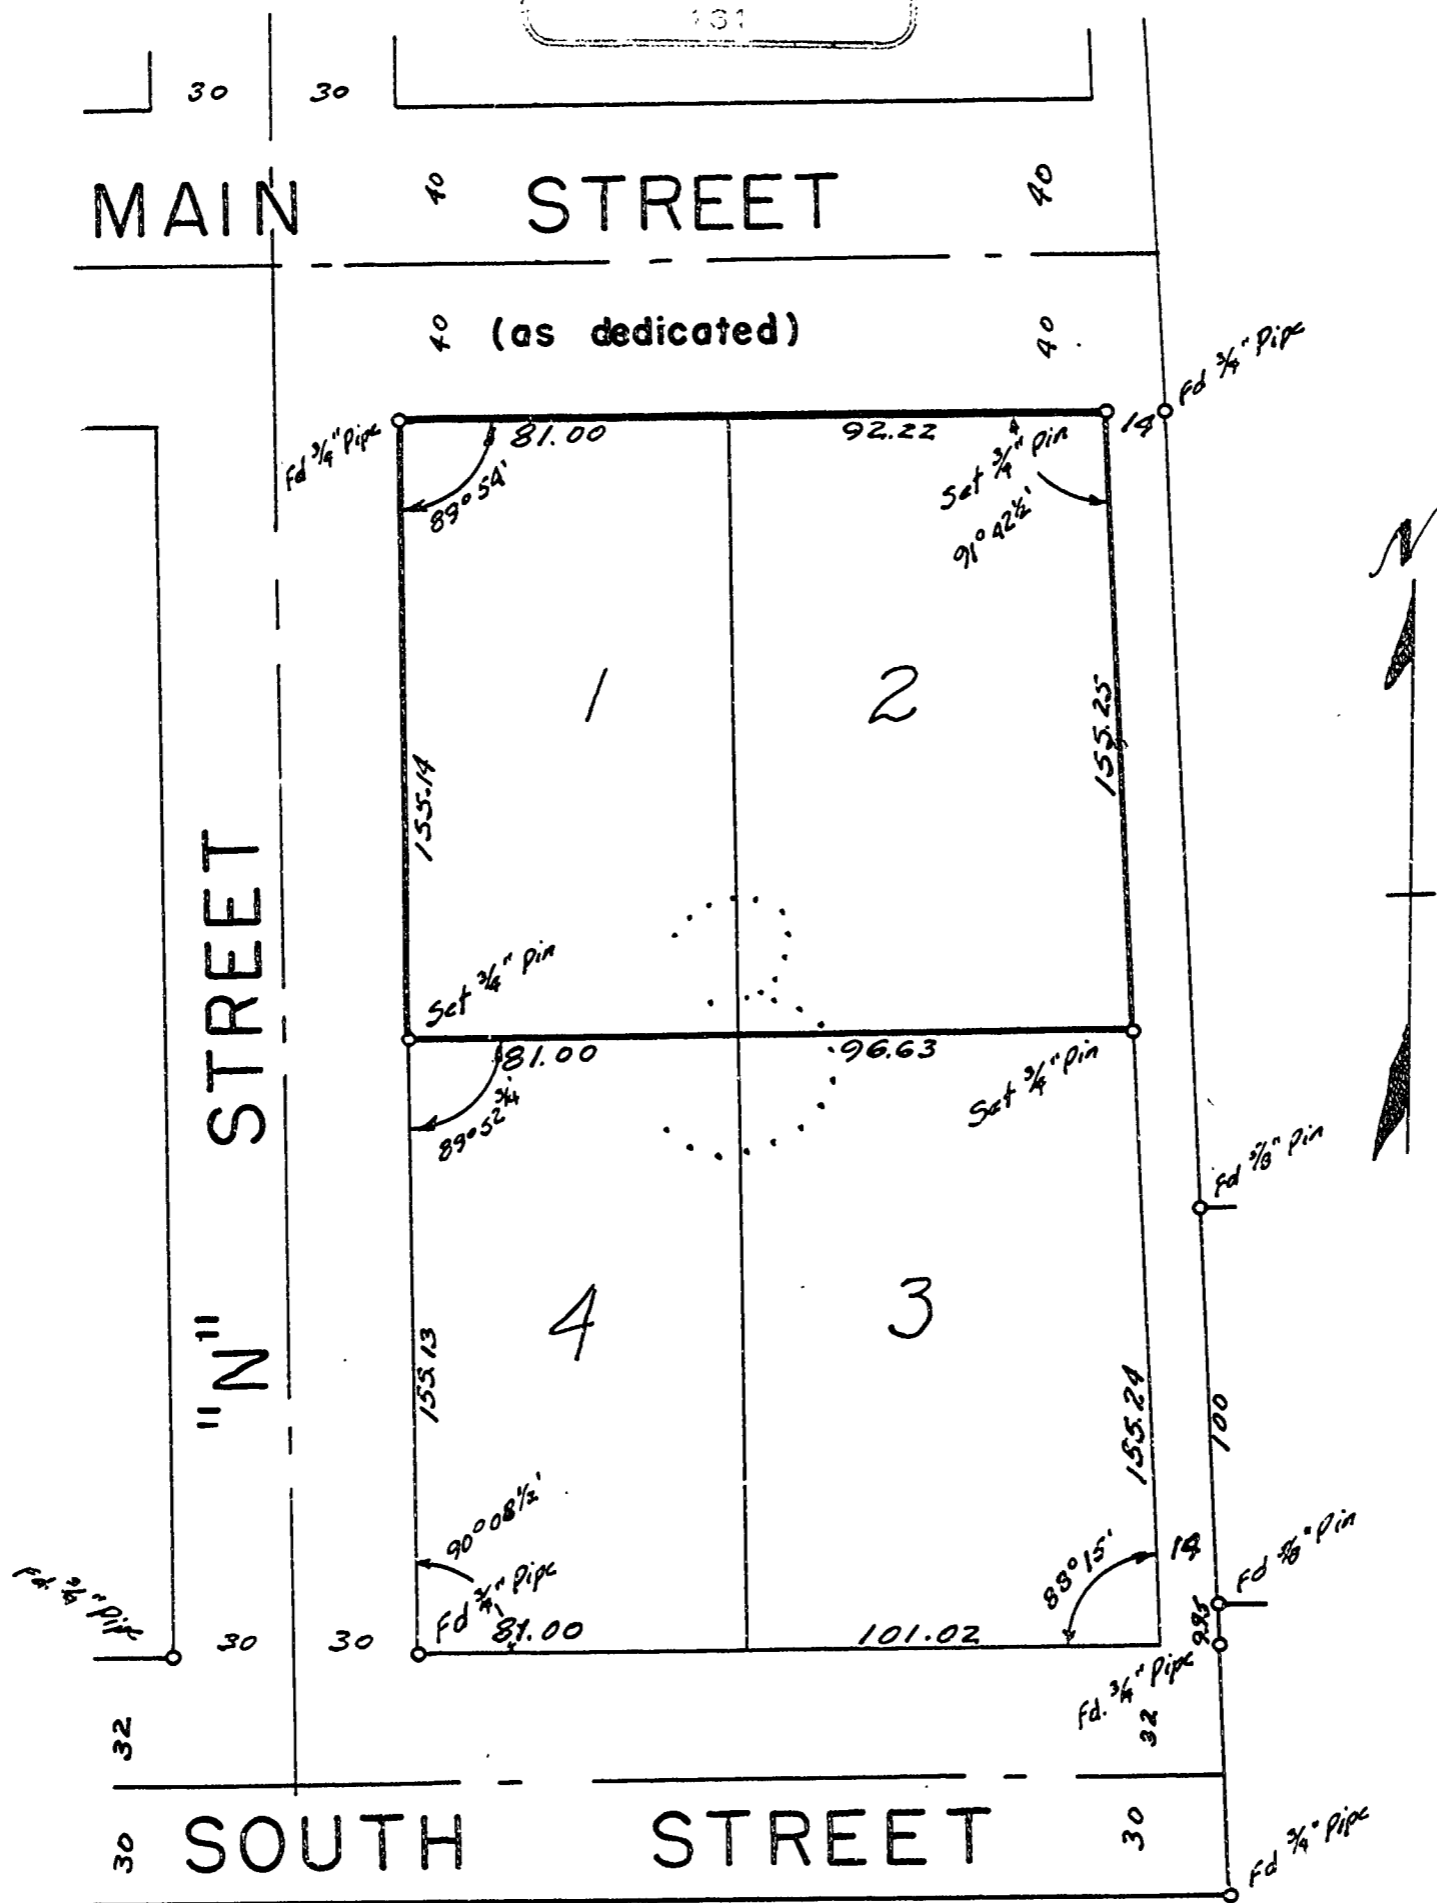 131
30 30
MAIN STREET
40 40
(as dedicated)
40 40
Fd 3/4" Pipe
Fd 3/4" Pipe
81.00 92.22 14
Set 3/4" Pin
89° 54'
91° 42½'
N
1 2
155.14
155.25
Set 3/4" Pin
81.00 96.63
Set 3/4" Pin
89° 52 3/4'
Fd 5/8" Pin
4 3
"N" STREET
155.13
155.24
100
90° 08½'
88° 15'
14
Fd 5/8" Pin
Fd. 3/4" Pipe
Fd 3/4" Pipe
30 30
81.00 101.02
9.95
Fd. 3/4" Pipe
32 32
SOUTH STREET
30 30
Fd 3/4" Pipe